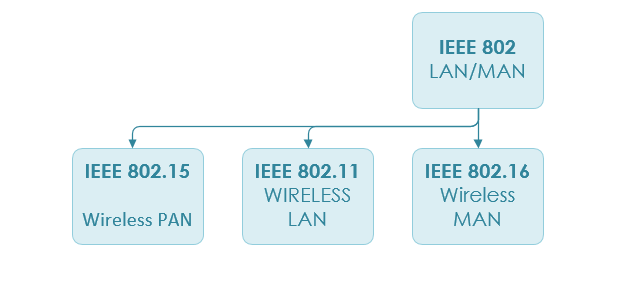 IEEE 802
LAN/MAN
IEEE 802.15
Wireless PAN
IEEE 802.11
WIRELESS
LAN
IEEE 802.16
Wireless
MAN